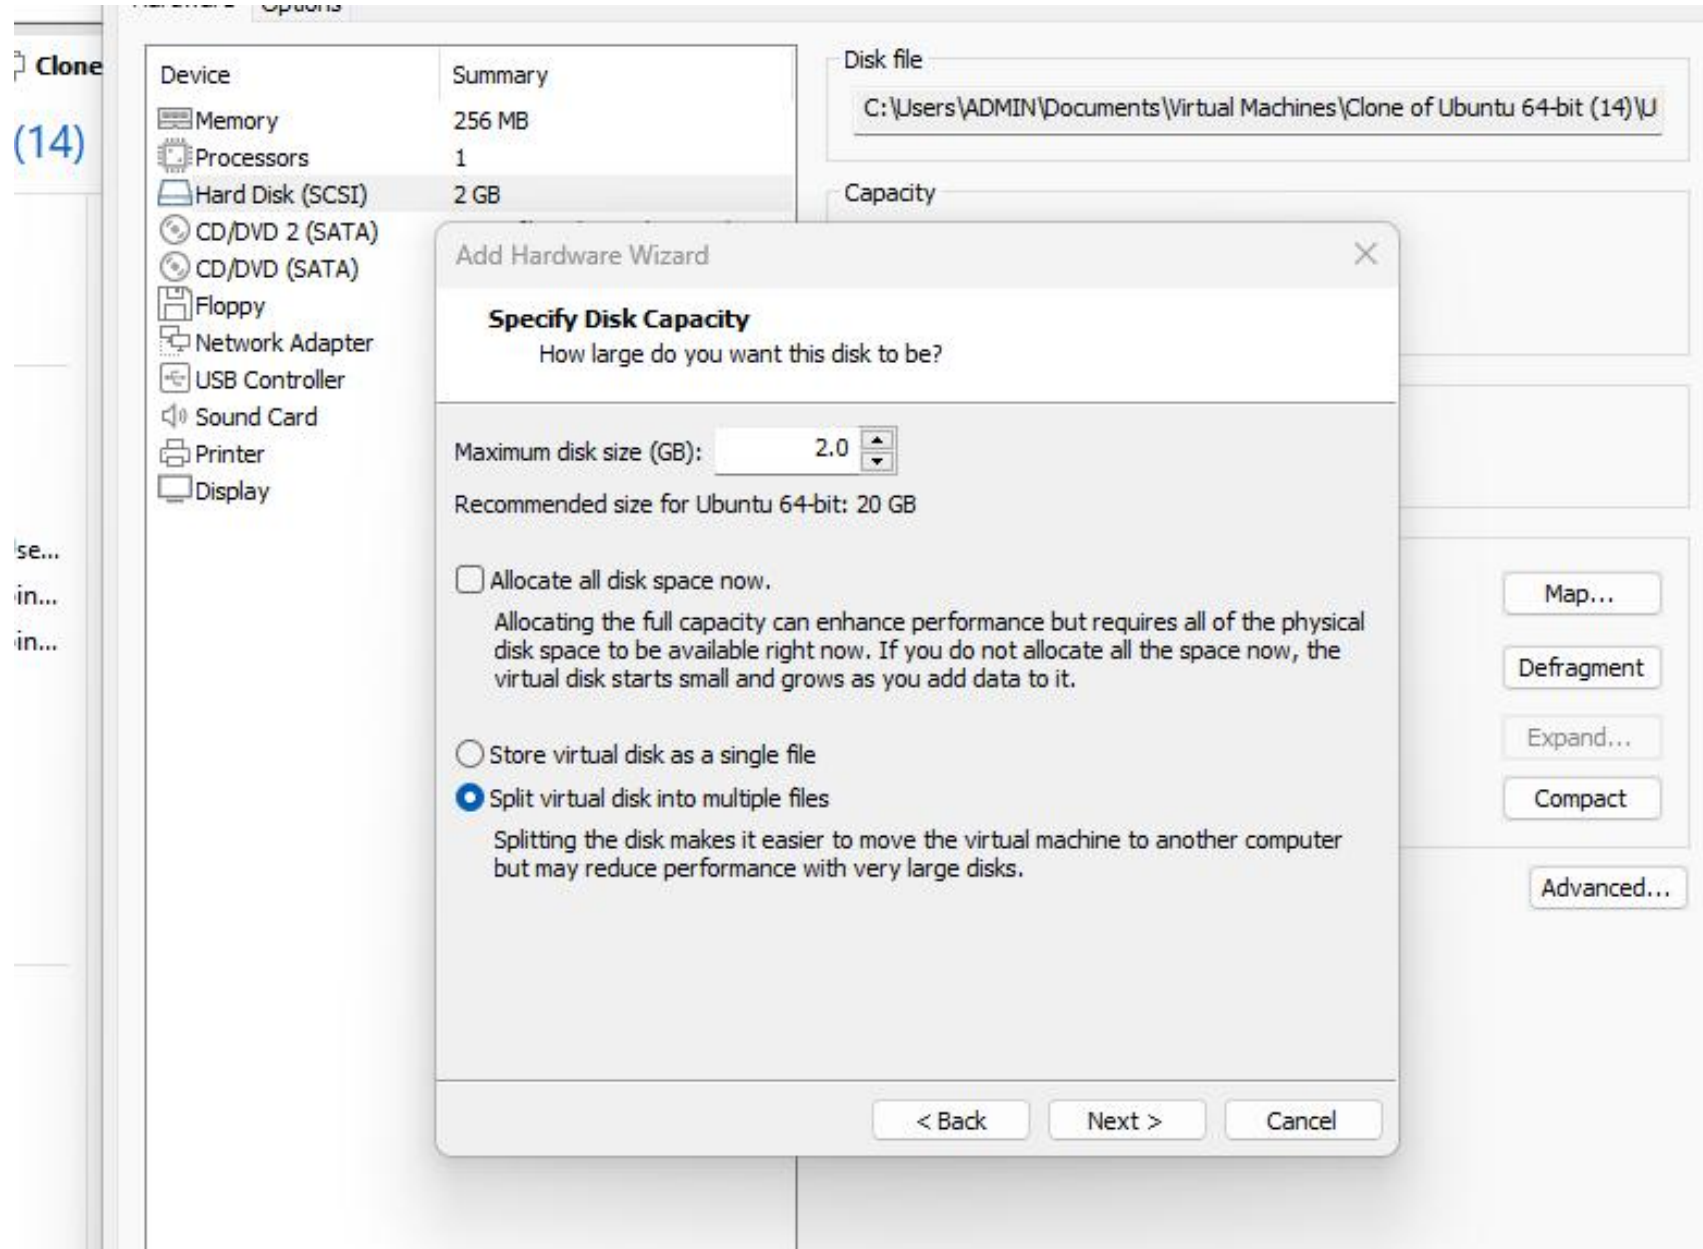 Hardware Options
Clone
(14)
Device Summary
Memory 256 MB
Processors 1
Hard Disk (SCSI) 2 GB
CD/DVD 2 (SATA)
CD/DVD (SATA)
Floppy
Network Adapter
USB Controller
Sound Card
Printer
Display
se...
in...
in...
Disk file
C:\Users\ADMIN\Documents\Virtual Machines\Clone of Ubuntu 64-bit (14)\U
Capacity
Add Hardware Wizard
Specify Disk Capacity
How large do you want this disk to be?
Maximum disk size (GB): 2.0
Recommended size for Ubuntu 64-bit: 20 GB
Allocate all disk space now.
Allocating the full capacity can enhance performance but requires all of the physical
disk space to be available right now. If you do not allocate all the space now, the
virtual disk starts small and grows as you add data to it.
Store virtual disk as a single file
Split virtual disk into multiple files
Splitting the disk makes it easier to move the virtual machine to another computer
but may reduce performance with very large disks.
< Back Next > Cancel
Map...
Defragment
Expand...
Compact
Advanced...